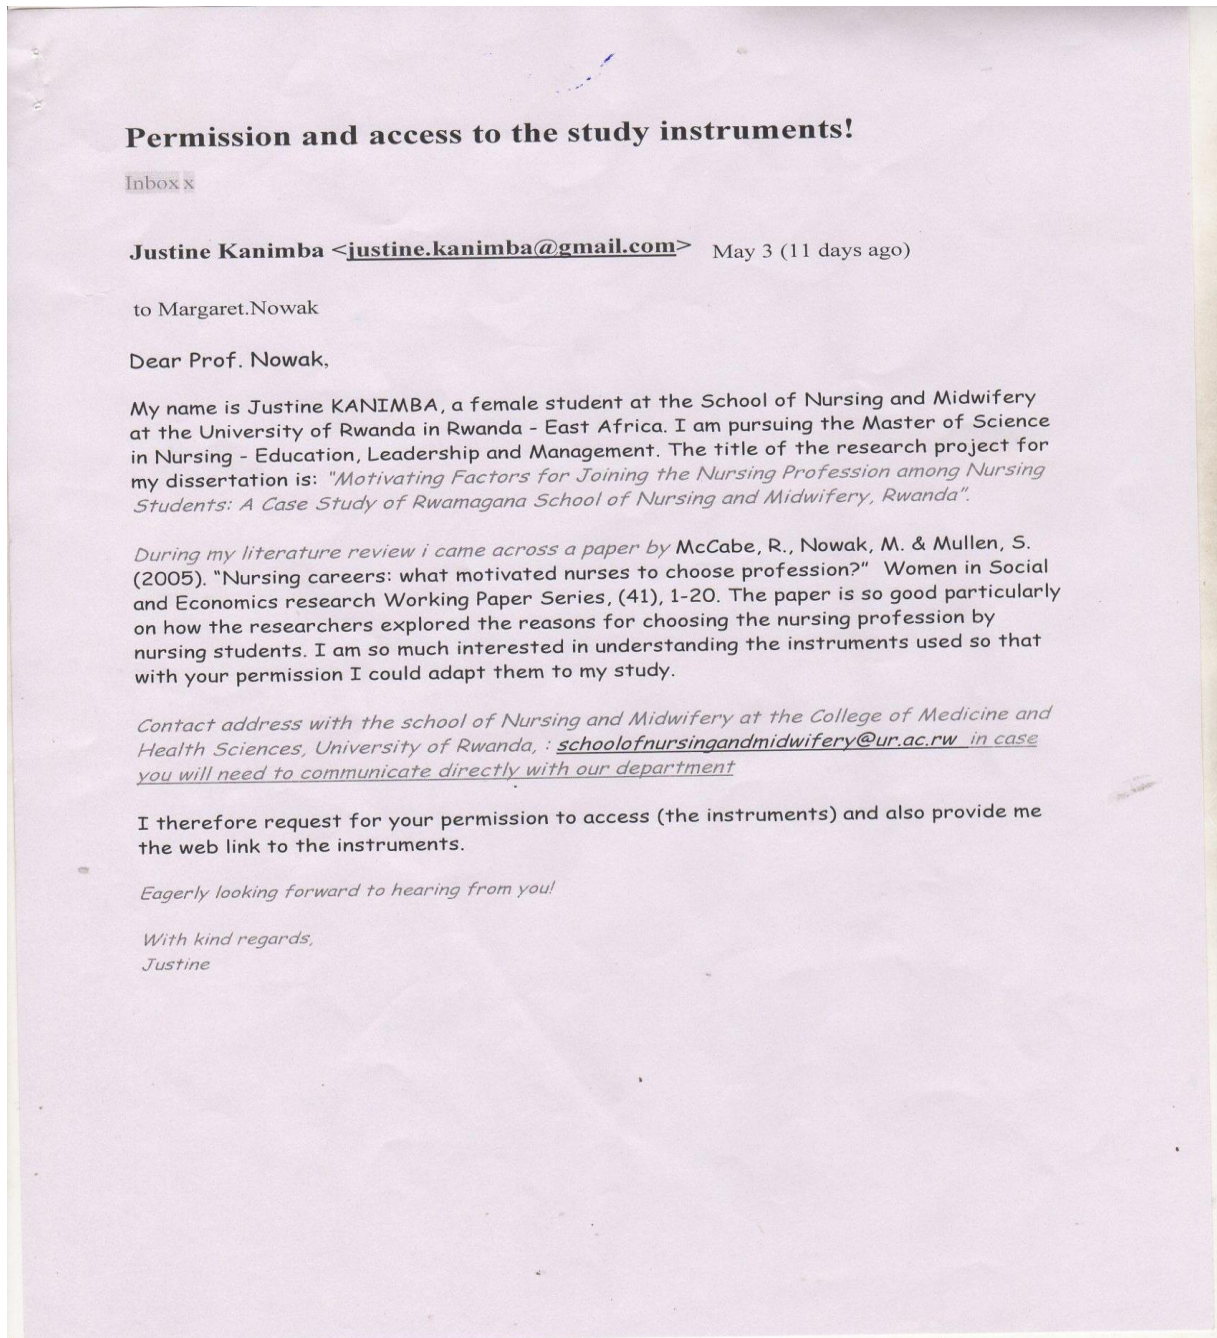 Permission and access to the study instruments!
Inbox x
Justine Kanimba <justine.kanimba@gmail.com> May 3 (11 days ago)
to Margaret.Nowak
Dear Prof. Nowak,
My name is Justine KANIMBA, a female student at the School of Nursing and Midwifery
at the University of Rwanda in Rwanda - East Africa. I am pursuing the Master of Science
in Nursing - Education, Leadership and Management. The title of the research project for
my dissertation is: "Motivating Factors for Joining the Nursing Profession among Nursing
Students: A Case Study of Rwamagana School of Nursing and Midwifery, Rwanda".
During my literature review i came across a paper by McCabe, R., Nowak, M. & Mullen, S.
(2005). "Nursing careers: what motivated nurses to choose profession?" Women in Social
and Economics research Working Paper Series, (41), 1-20. The paper is so good particularly
on how the researchers explored the reasons for choosing the nursing profession by
nursing students. I am so much interested in understanding the instruments used so that
with your permission I could adapt them to my study.
Contact address with the school of Nursing and Midwifery at the College of Medicine and
Health Sciences, University of Rwanda, : schoolofnursingandmidwifery@ur.ac.rw in case
you will need to communicate directly with our department
I therefore request for your permission to access (the instruments) and also provide me
the web link to the instruments.
Eagerly looking forward to hearing from you!
With kind regards,
Justine